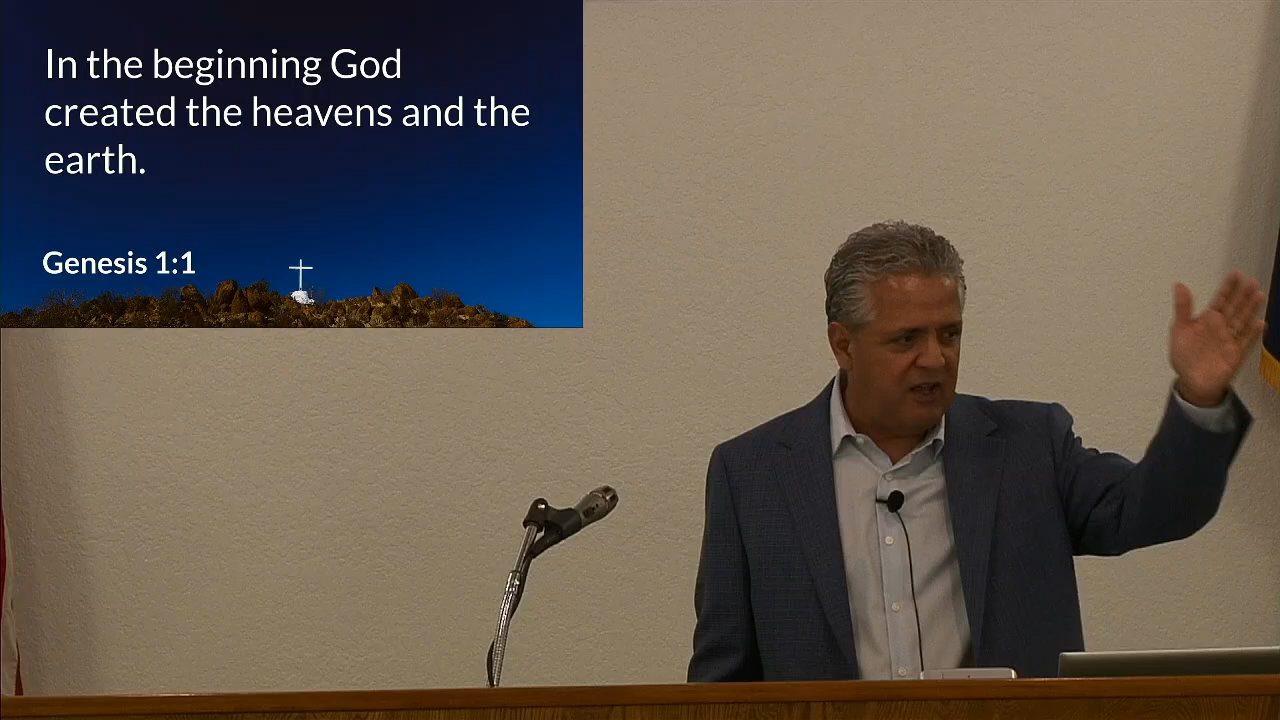 In the beginning God
created the heavens and the
earth.
Genesis 1:1